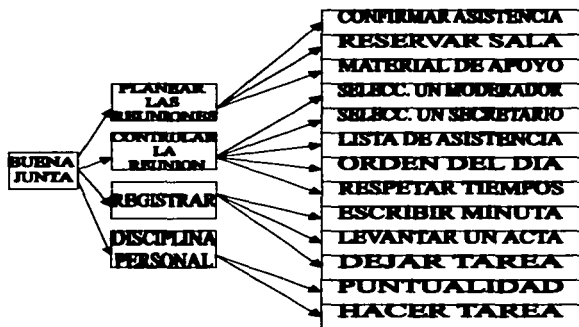 BUENA
JUNTA
PLANEAR
LAS
REUNIONES
CONTROLAR
LA
REUNION
REGISTRAR
DISCIPLINA
PERSONAL
CONFIRMAR ASISTENCIA
RESERVAR SALA
MATERIAL DE APOYO
SELECC. UN MODERADOR
SELECC. UN SECRETARIO
LISTA DE ASISTENCIA
ORDEN DEL DIA
RESPETAR TIEMPOS
ESCRIBIR MINUTA
LEVANTAR UN ACTA
DEJAR TAREA
PUNTUALIDAD
HACER TAREA